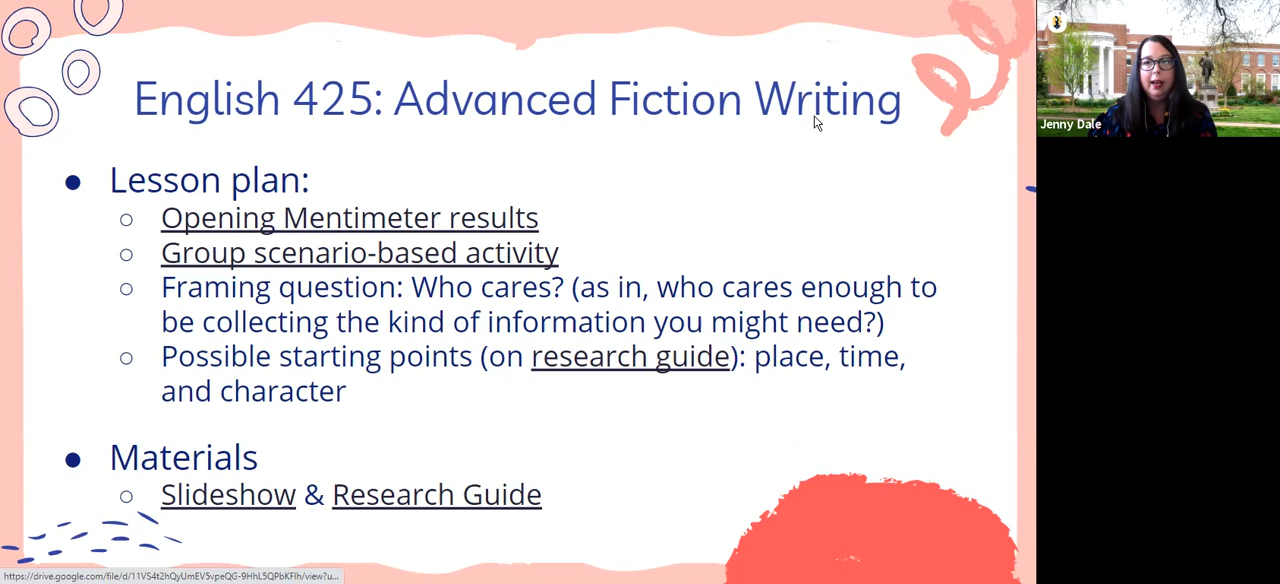 English 425: Advanced Fiction Writing
Jenny Dale
● Lesson plan:
○ Opening Mentimeter results
○ Group scenario-based activity
○ Framing question: Who cares? (as in, who cares enough to
be collecting the kind of information you might need?)
○ Possible starting points (on research guide): place, time,
and character
● Materials
○ Slideshow & Research Guide